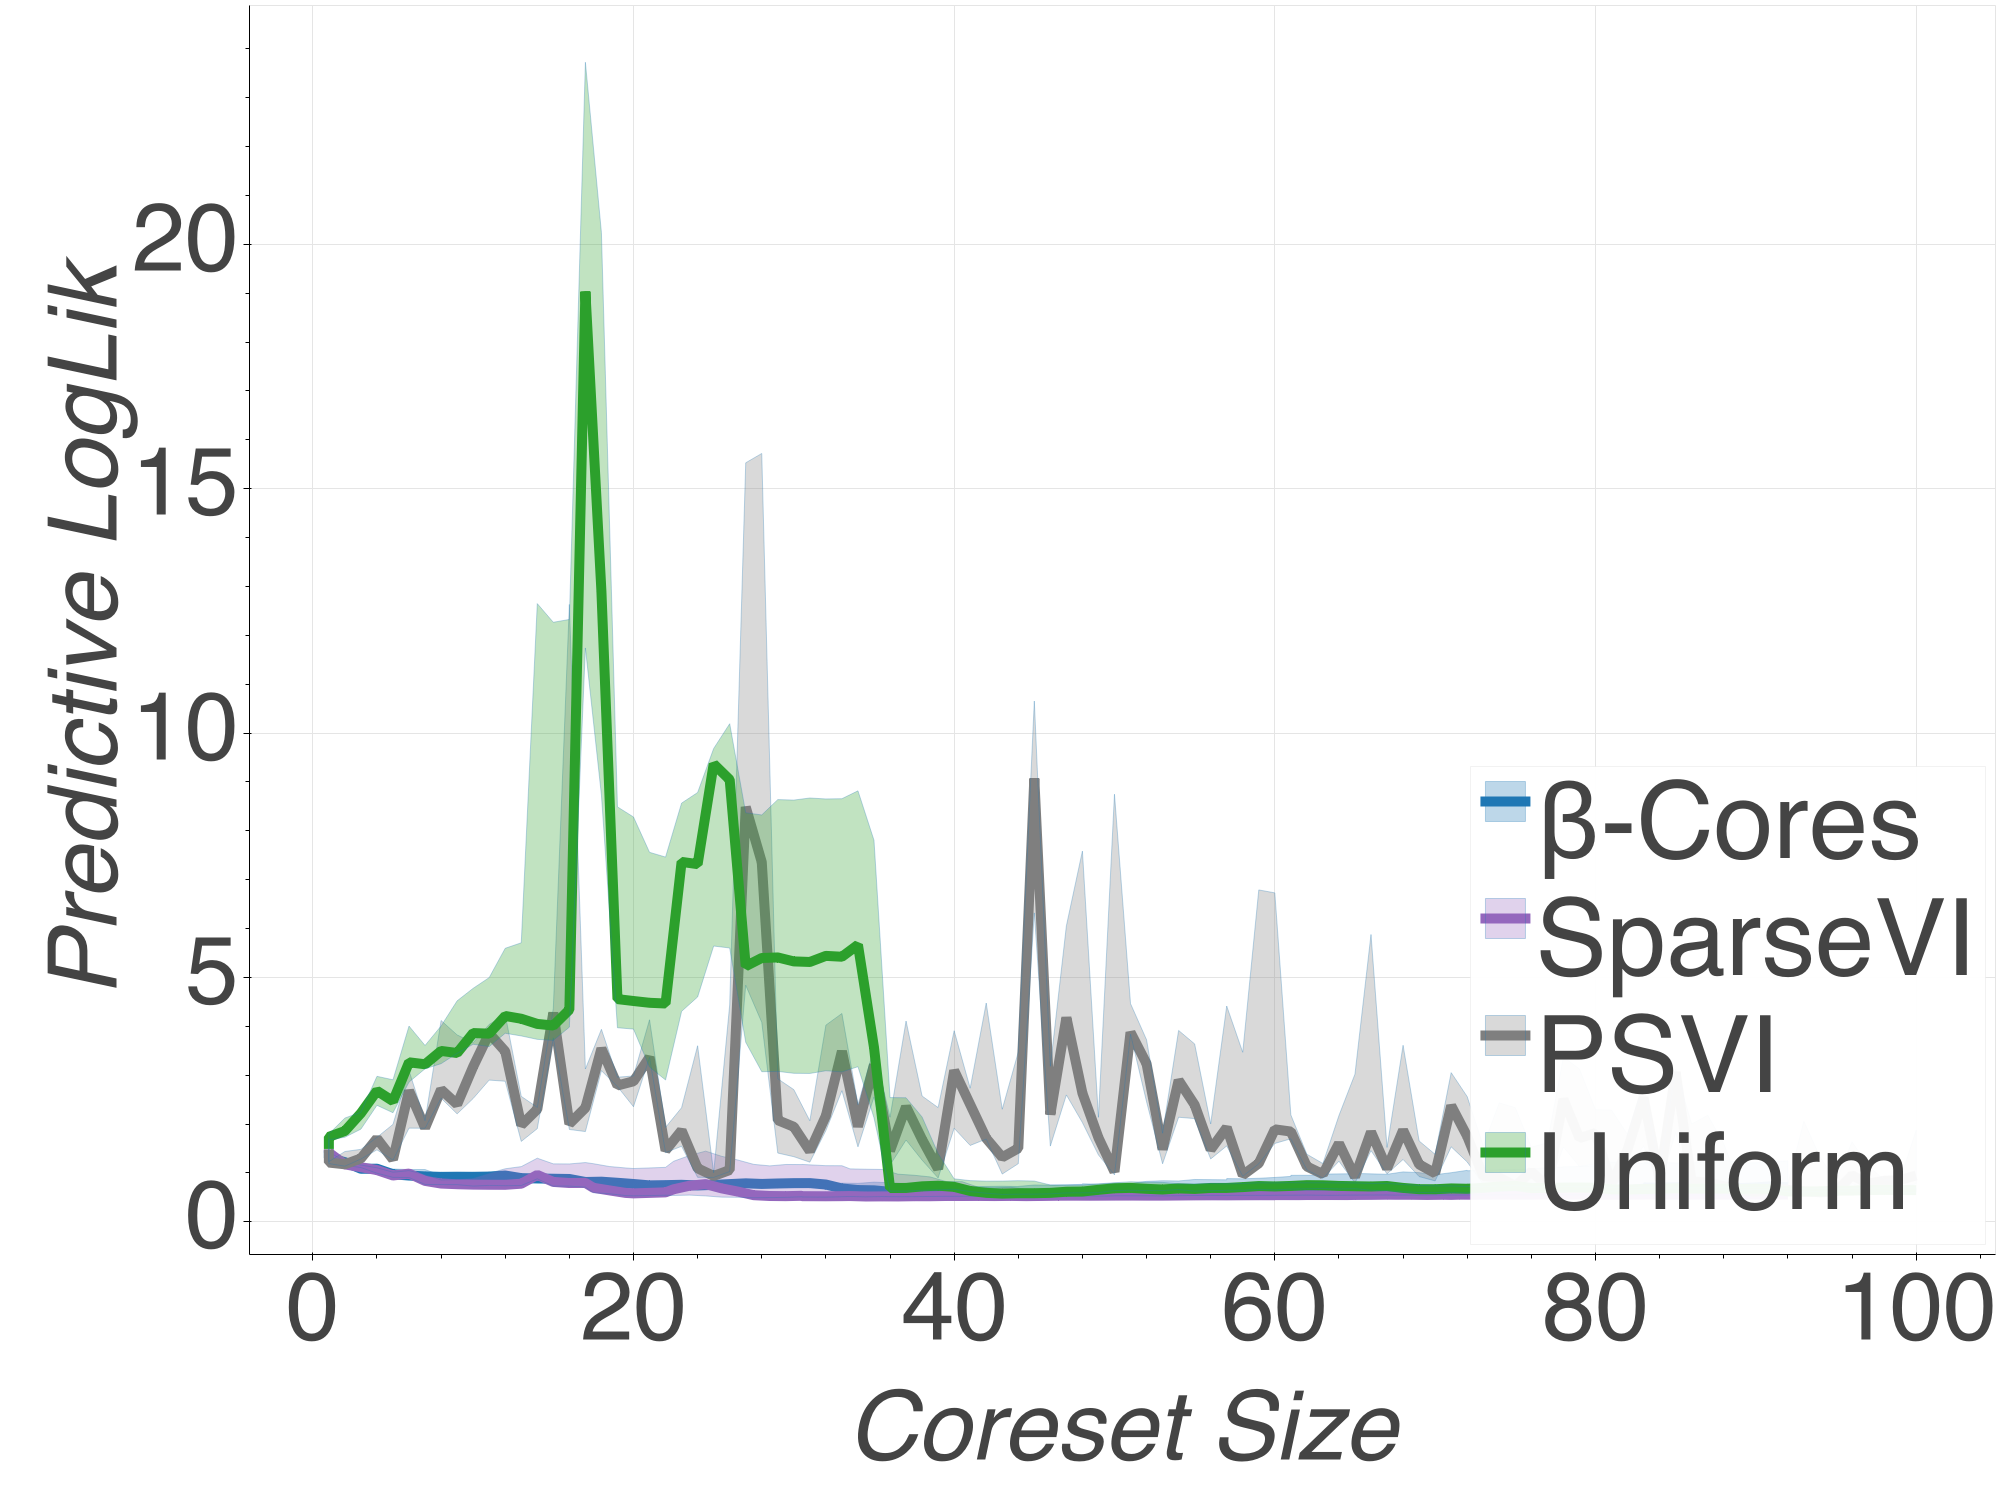 Predictive LogLik
20
15
10
5
0
0 20 40 60 80 100
Coreset Size
β-Cores
SparseVI
PSVI
Uniform